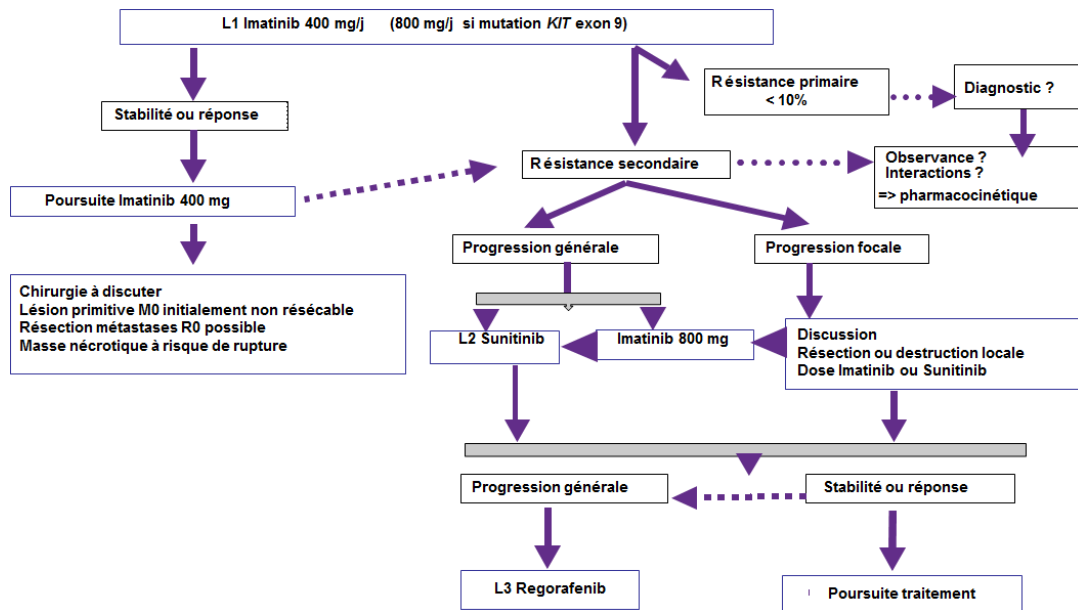 L1 Imatinib 400 mg/j (800 mg/j si mutation KIT exon 9)
Résistance primaire
< 10%
Diagnostic ?
Stabilité ou réponse
Résistance secondaire
Observance ?
Interactions ?
=> pharmacocinétique
Poursuite Imatinib 400 mg
Progression générale
Progression focale
Chirurgie à discuter
Lésion primitive M0 initialement non résécable
Résection métastases R0 possible
Masse nécrotique à risque de rupture
L2 Sunitinib
Imatinib 800 mg
Discussion
Résection ou destruction locale
Dose Imatinib ou Sunitinib
Progression générale
Stabilité ou réponse
L3 Regorafenib
Poursuite traitement